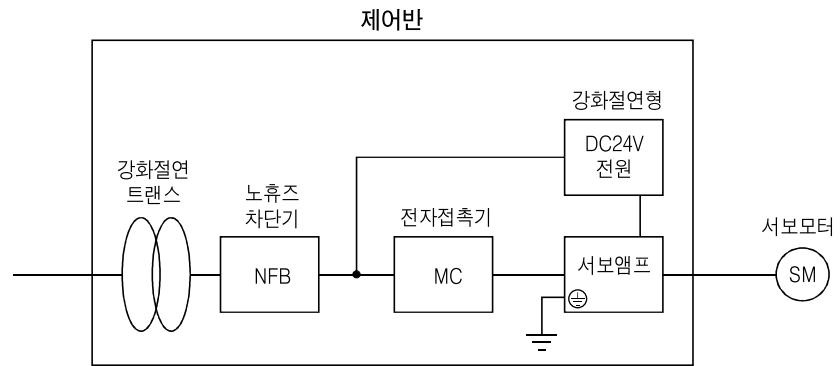 제어반
강화절연형
DC24V
전원
강화절연
트랜스
노휴즈
차단기
전자접촉기
서보모터
NFB
MC
서보앰프
SM